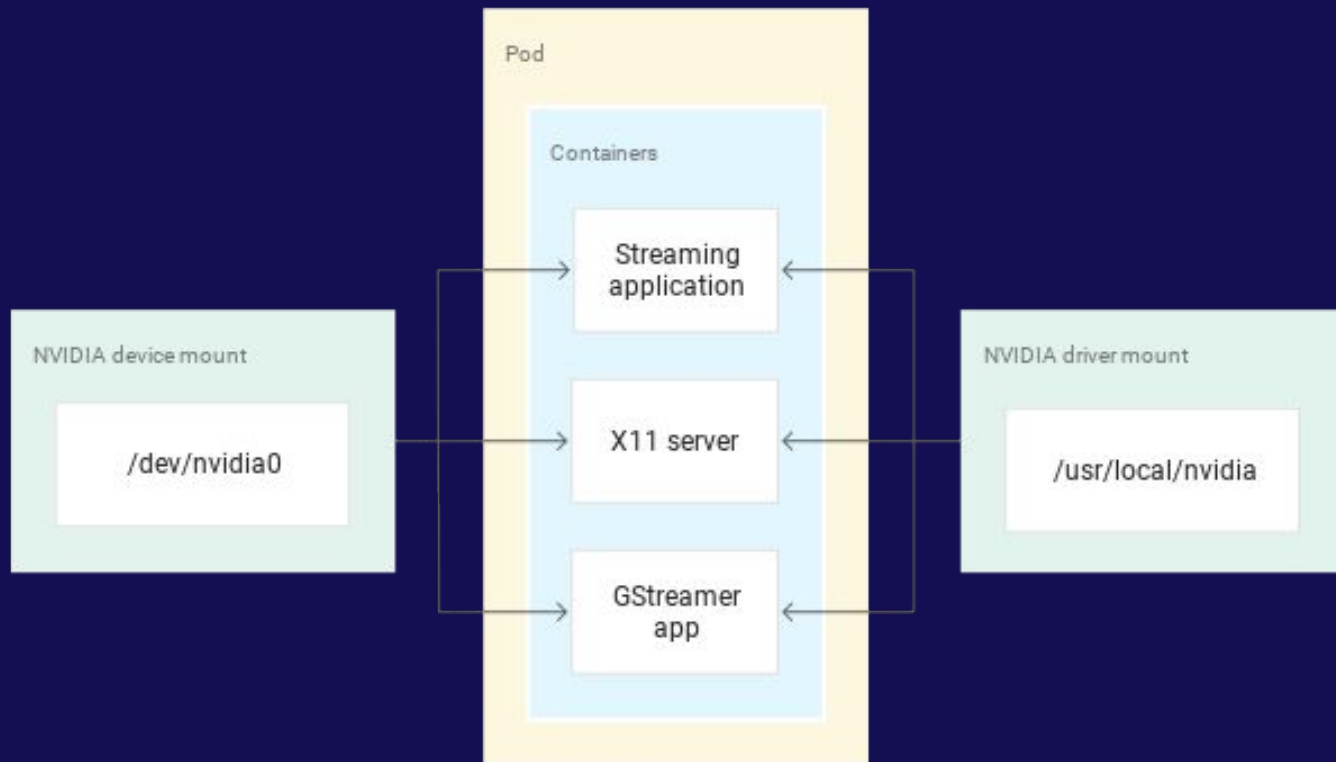 Pod
Containers
Streaming
application
NVIDIA device mount
/dev/nvidia0
X11 server
NVIDIA driver mount
/usr/local/nvidia
GStreamer
app